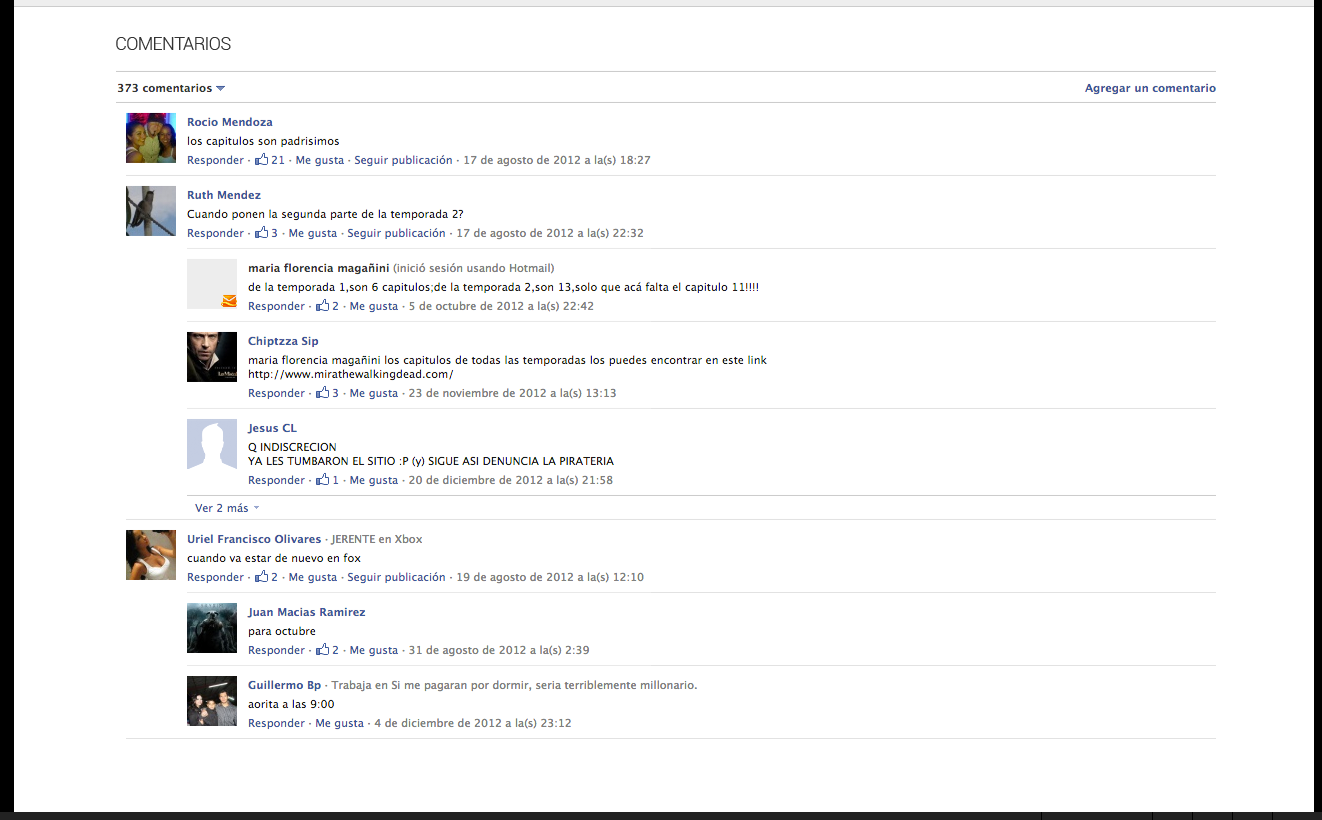 COMENTARIOS
373 comentarios
Agregar un comentario
Rocio Mendoza
los capitulos son padrisimos
Responder · 21 · Me gusta · Seguir publicación · 17 de agosto de 2012 a la(s) 18:27
Ruth Mendez
Cuando ponen la segunda parte de la temporada 2?
Responder · 3 · Me gusta · Seguir publicación · 17 de agosto de 2012 a la(s) 22:32
maria florencia magañini (inició sesión usando Hotmail)
de la temporada 1,son 6 capitulos;de la temporada 2,son 13,solo que acá falta el capitulo 11!!!!
Responder · 2 · Me gusta · 5 de octubre de 2012 a la(s) 22:42
Chiptzza Sip
maria florencia magañini los capitulos de todas las temporadas los puedes encontrar en este link
http://www.mirathewalkingdead.com/
Responder · 3 · Me gusta · 23 de noviembre de 2012 a la(s) 13:13
Jesus CL
Q INDISCRECION
YA LES TUMBARON EL SITIO :P (y) SIGUE ASI DENUNCIA LA PIRATERIA
Responder · 1 · Me gusta · 20 de diciembre de 2012 a la(s) 21:58
Ver 2 más
Uriel Francisco Olivares · JERENTE en Xbox
cuando va estar de nuevo en fox
Responder · 2 · Me gusta · Seguir publicación · 19 de agosto de 2012 a la(s) 12:10
Juan Macias Ramirez
para octubre
Responder · 2 · Me gusta · 31 de agosto de 2012 a la(s) 2:39
Guillermo Bp · Trabaja en Si me pagaran por dormir, seria terriblemente millonario.
aorita a las 9:00
Responder · Me gusta · 4 de diciembre de 2012 a la(s) 23:12